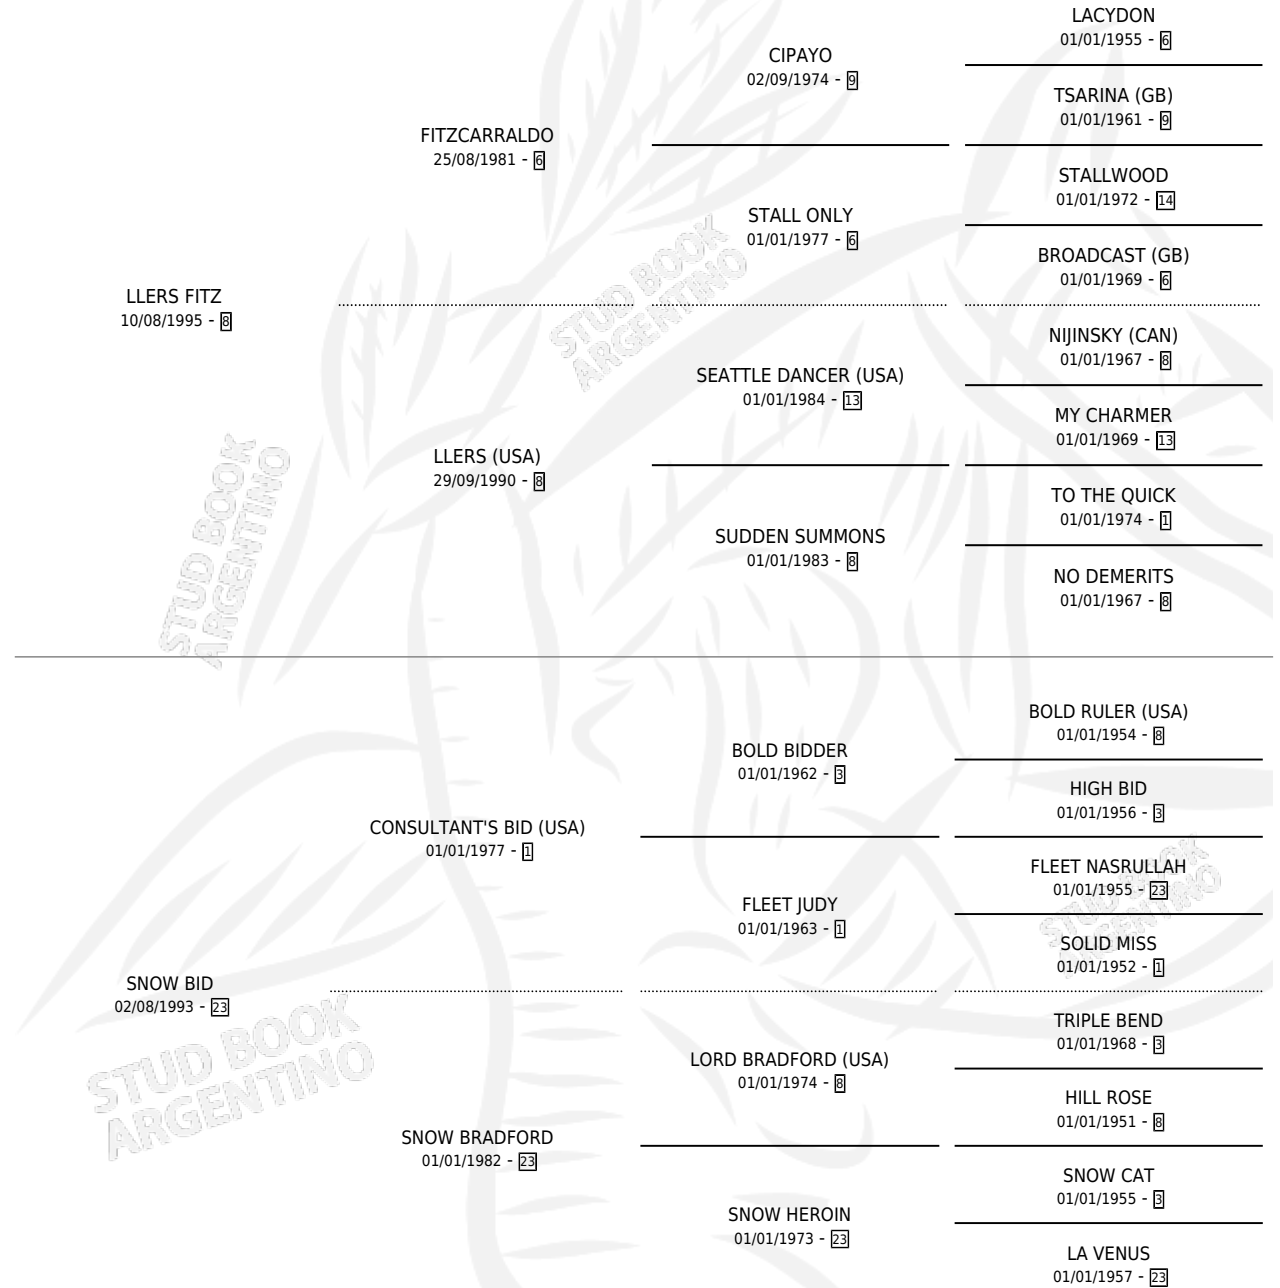 LACYDON
01/01/1955 - 6
CIPAYO
02/09/1974 - 9
TSARINA (GB)
01/01/1961 - 9
FITZCARRALDO
25/08/1981 - 6
STALLWOOD
01/01/1972 - 14
STALL ONLY
01/01/1977 - 6
BROADCAST (GB)
01/01/1969 - 6
LLERS FITZ
10/08/1995 - 8
STUD BOOK
ARGENTINO
NIJINSKY (CAN)
01/01/1967 - 8
SEATTLE DANCER (USA)
01/01/1984 - 13
MY CHARMER
01/01/1969 - 13
LLERS (USA)
29/09/1990 - 8
TO THE QUICK
01/01/1974 - 1
SUDDEN SUMMONS
01/01/1983 - 8
NO DEMERITS
01/01/1967 - 8
STUD BOOK
ARGENTINO
BOLD RULER (USA)
01/01/1954 - 8
BOLD BIDDER
01/01/1962 - 3
HIGH BID
01/01/1956 - 3
CONSULTANT'S BID (USA)
01/01/1977 - 1
FLEET NASRULLAH
01/01/1955 - 23
FLEET JUDY
01/01/1963 - 1
SOLID MISS
01/01/1952 - 1
STUD BOOK
ARGENTINO
SNOW BID
02/08/1993 - 23
TRIPLE BEND
01/01/1968 - 3
LORD BRADFORD (USA)
01/01/1974 - 8
HILL ROSE
01/01/1951 - 8
STUD BOOK
ARGENTINO
SNOW BRADFORD
01/01/1982 - 23
SNOW CAT
01/01/1955 - 3
SNOW HEROIN
01/01/1973 - 23
LA VENUS
01/01/1957 - 23